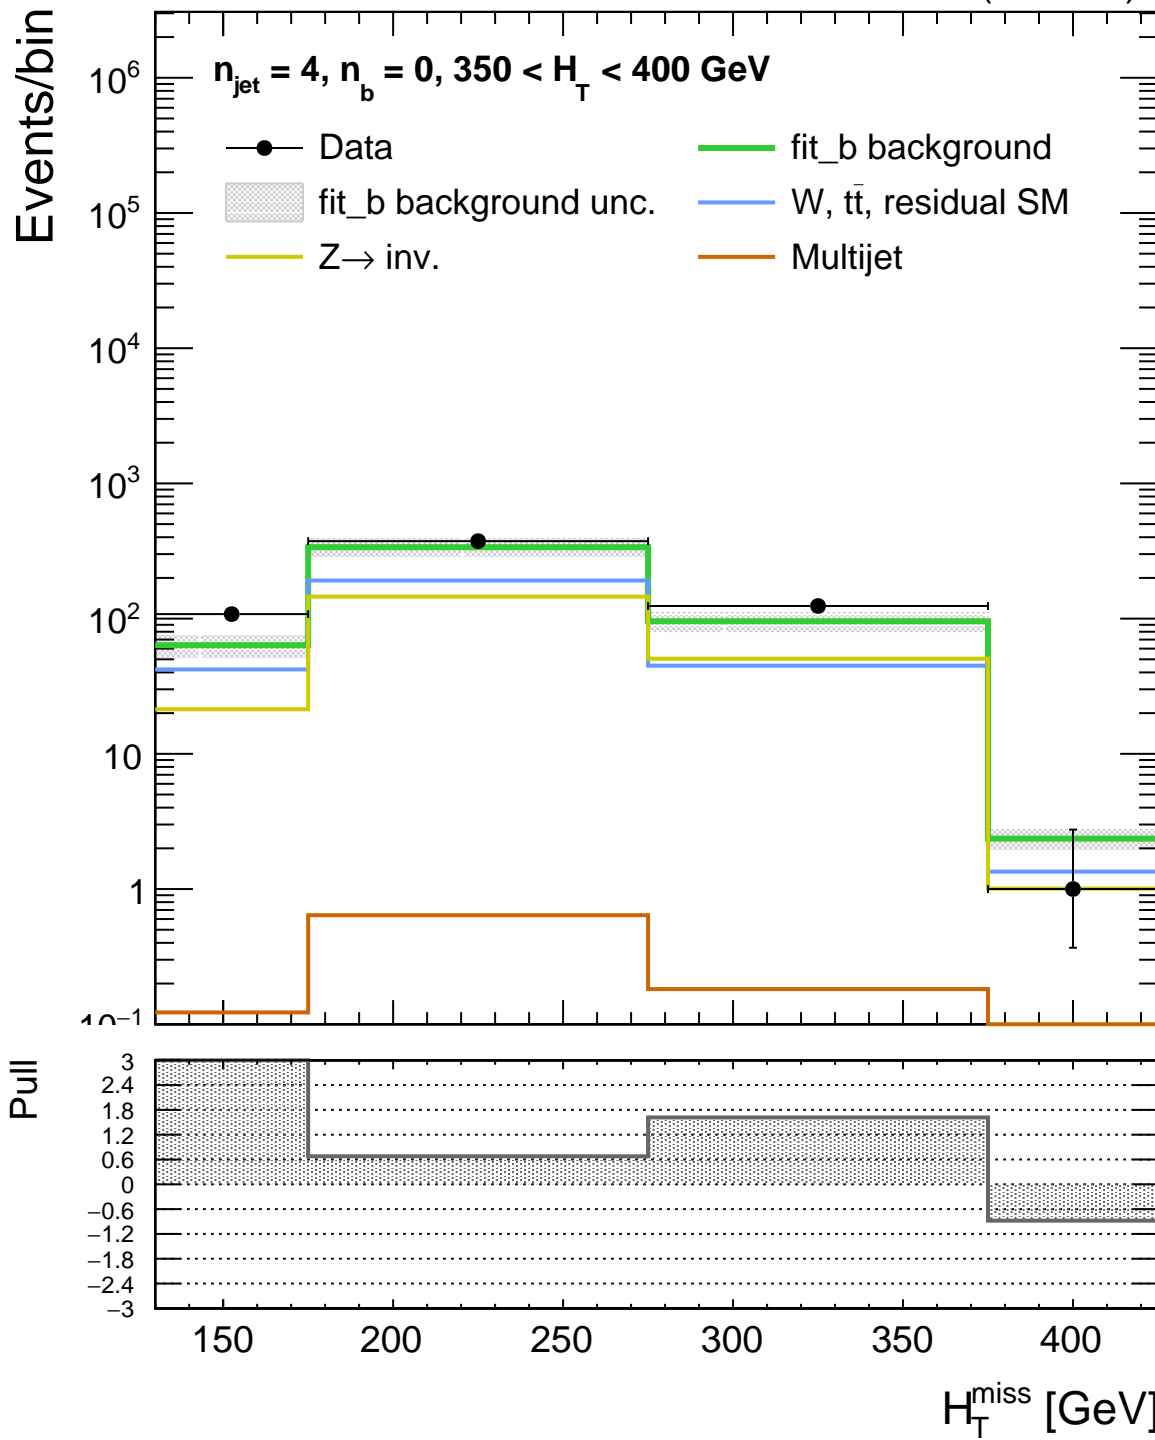 Events/bin
n_jet = 4, n_b = 0, 350 < H_T < 400 GeV
Data
fit_b background
fit_b background unc.
W, tt̄, residual SM
Z→ inv.
Multijet
10^6
10^5
10^4
10^3
10^2
10
1
10^−1
Pull
3
2.4
1.8
1.2
0.6
0
−0.6
−1.2
−1.8
−2.4
−3
150 200 250 300 350 400
H_T^miss [GeV]